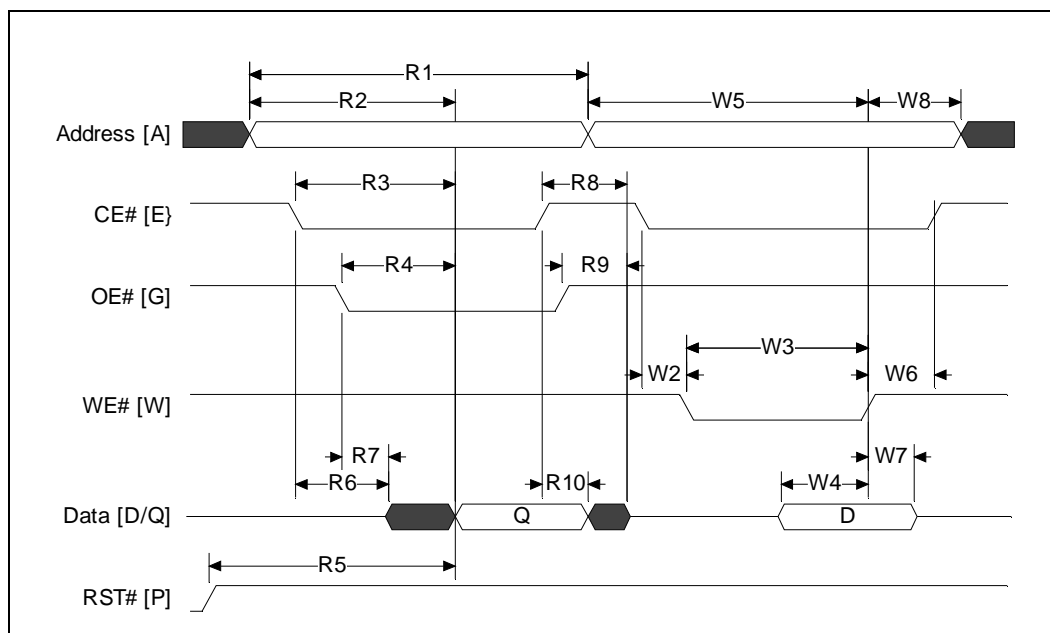 R1
R2
W5
W8
Address [A]
R3
R8
CE# [E}
R4
R9
OE# [G]
W3
W2
W6
WE# [W]
R7
W7
R6
R10
W4
Data [D/Q]
Q
D
R5
RST# [P]